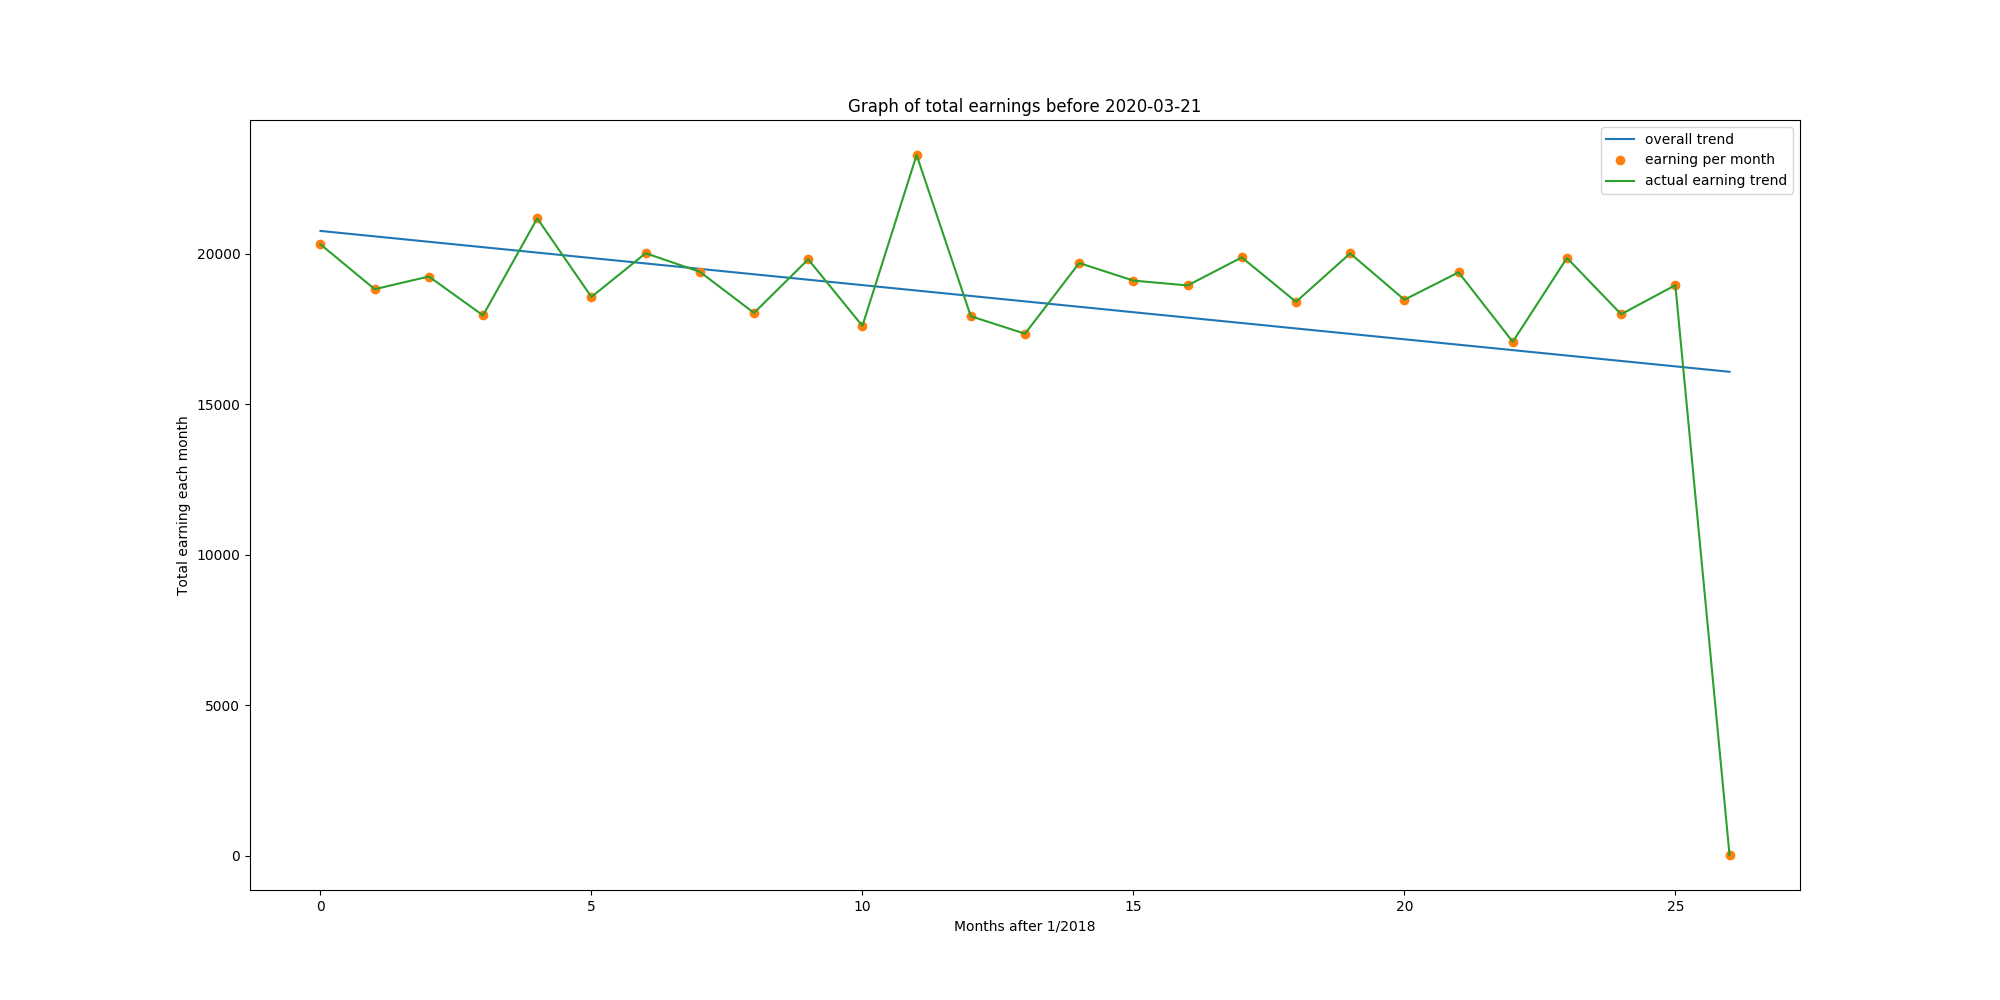 Graph of total earnings before 2020-03-21
overall trend
earning per month
actual earning trend
20000
15000
10000
5000
0
Total earning each month
0 5 10 15 20 25
Months after 1/2018